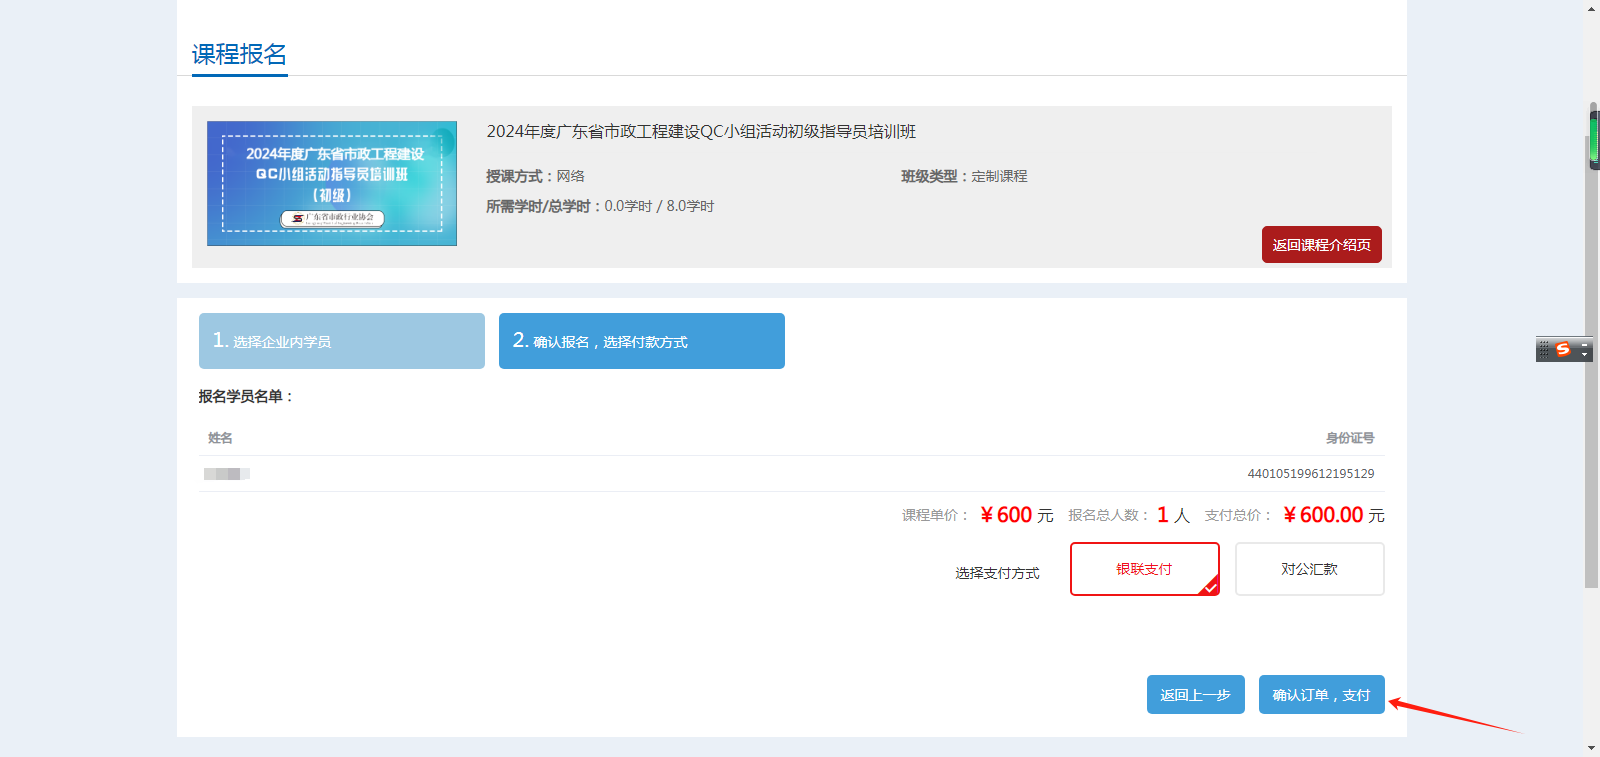 课程报名
2024年度广东省市政工程建设
QC小组活动指导员培训班
（初级）
广东省市政行业协会
2024年度广东省市政工程建设QC小组活动初级指导员培训班
授课方式：网络
班级类型：定制课程
所需学时/总学时：0.0学时 / 8.0学时
返回课程介绍页
1. 选择企业内学员
2. 确认报名，选择付款方式
报名学员名单：
姓名
身份证号
440105199612195129
课程单价： ￥600 元 报名总人数： 1 人 支付总价： ￥600.00 元
选择支付方式
银联支付
对公汇款
返回上一步
确认订单，支付